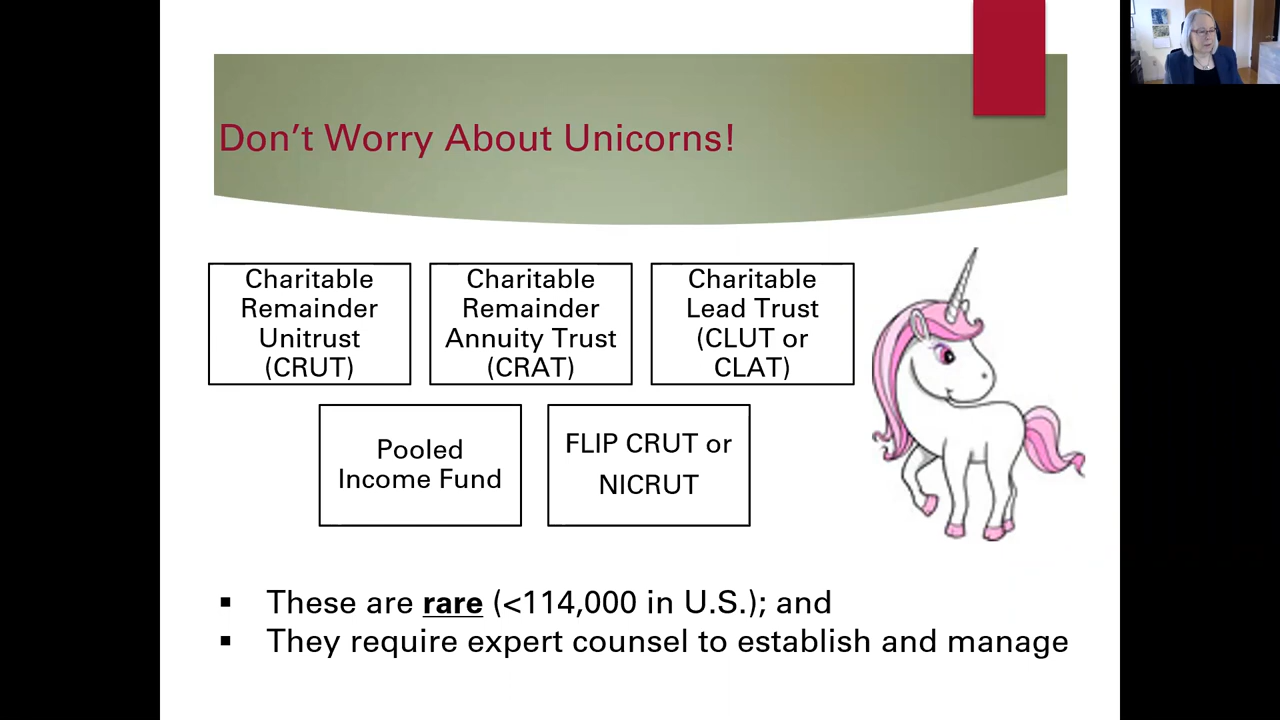 Don’t Worry About Unicorns!
Charitable
Remainder
Unitrust
(CRUT)
Charitable
Remainder
Annuity Trust
(CRAT)
Charitable
Lead Trust
(CLUT or
CLAT)
Pooled
Income Fund
FLIP CRUT or
NICRUT
▪ These are rare (<114,000 in U.S.); and
▪ They require expert counsel to establish and manage